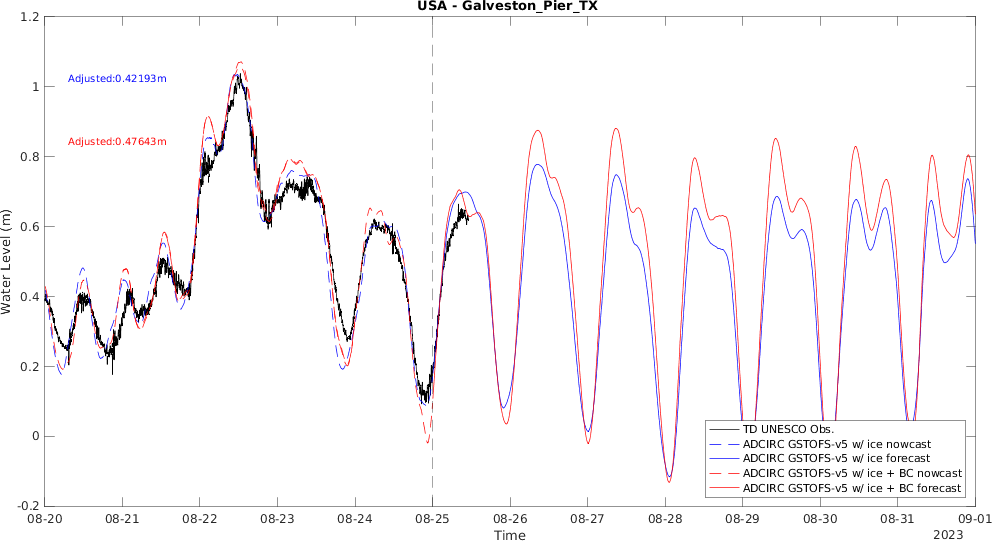 USA - Galveston_Pier_TX
1.2
1
0.8
0.6
0.4
0.2
0
-0.2
Water Level (m)
Adjusted:0.42193m
Adjusted:0.47643m
TD UNESCO Obs.
ADCIRC GSTOFS-v5 w/ ice nowcast
ADCIRC GSTOFS-v5 w/ ice forecast
ADCIRC GSTOFS-v5 w/ ice + BC nowcast
ADCIRC GSTOFS-v5 w/ ice + BC forecast
08-20 08-21 08-22 08-23 08-24 08-25 08-26 08-27 08-28 08-29 08-30 08-31 09-01
Time
2023